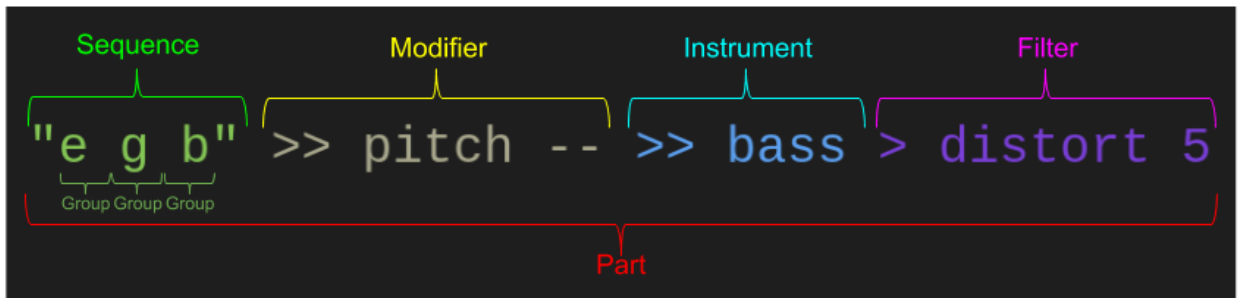 Sequence Modifier Instrument Filter
"e g b" >> pitch -- >> bass > distort 5
Group Group Group
Part